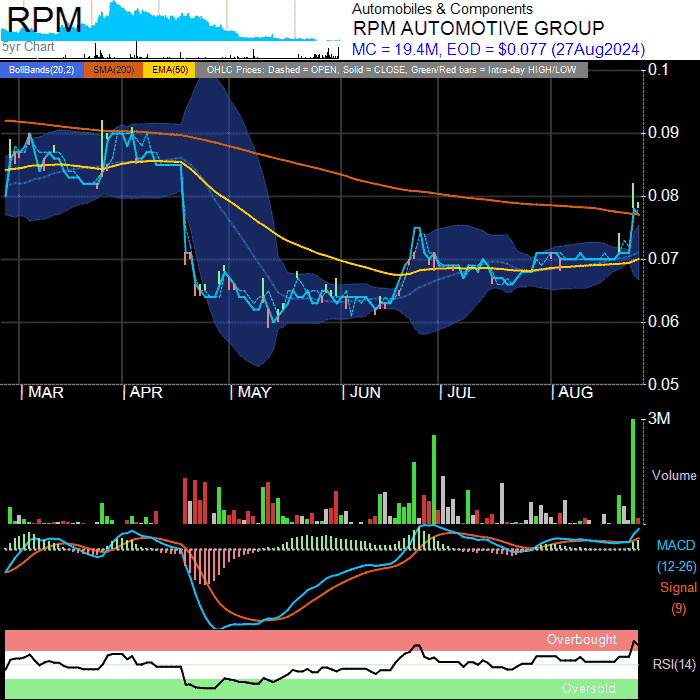 RPM
5yr Chart
Automobiles & Components
RPM AUTOMOTIVE GROUP
MC = 19.4M, EOD = $0.077 (27Aug2024)
BollBands(20,2) SMA(200) EMA(50) OHLC Prices: Dashed = OPEN, Solid = CLOSE, Green/Red bars = Intra-day HIGH/LOW
0.1
0.09
0.08
0.07
0.06
0.05
MAR APR MAY JUN JUL AUG
3M
Volume
MACD
(12-26)
Signal
(9)
Overbought
RSI(14)
Oversold